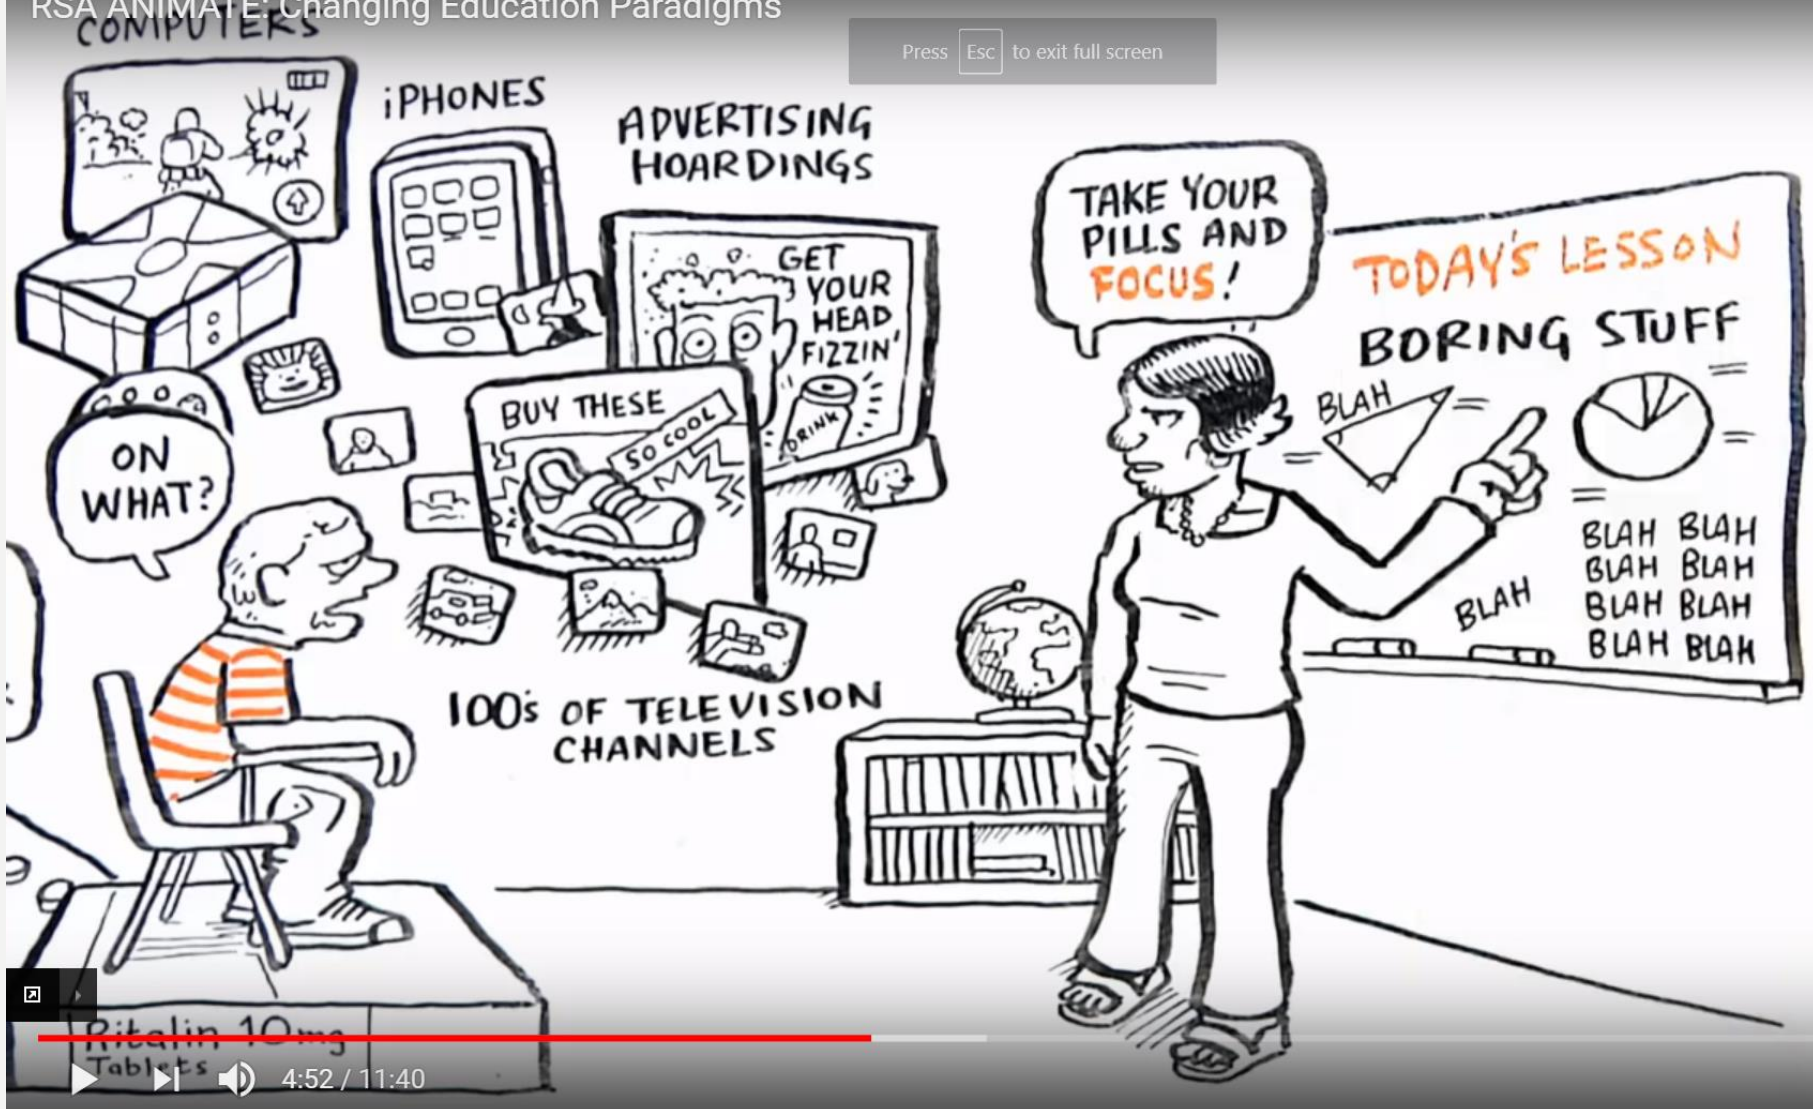 RSA ANIMATE: Changing Education Paradigms
COMPUTERS
Press Esc to exit full screen
iPHONES
ADVERTISING
HOARDINGS
GET
YOUR
HEAD
FIZZIN'
DRINK
BUY THESE
SO COOL
ON
WHAT?
100's OF TELEVISION
CHANNELS
TAKE YOUR
PILLS AND
FOCUS!
TODAY'S LESSON
BORING STUFF
BLAH
BLAH BLAH
BLAH BLAH
BLAH BLAH
BLAH BLAH
BLAH
Ritalin 10mg
Tablets
4:52 / 11:40